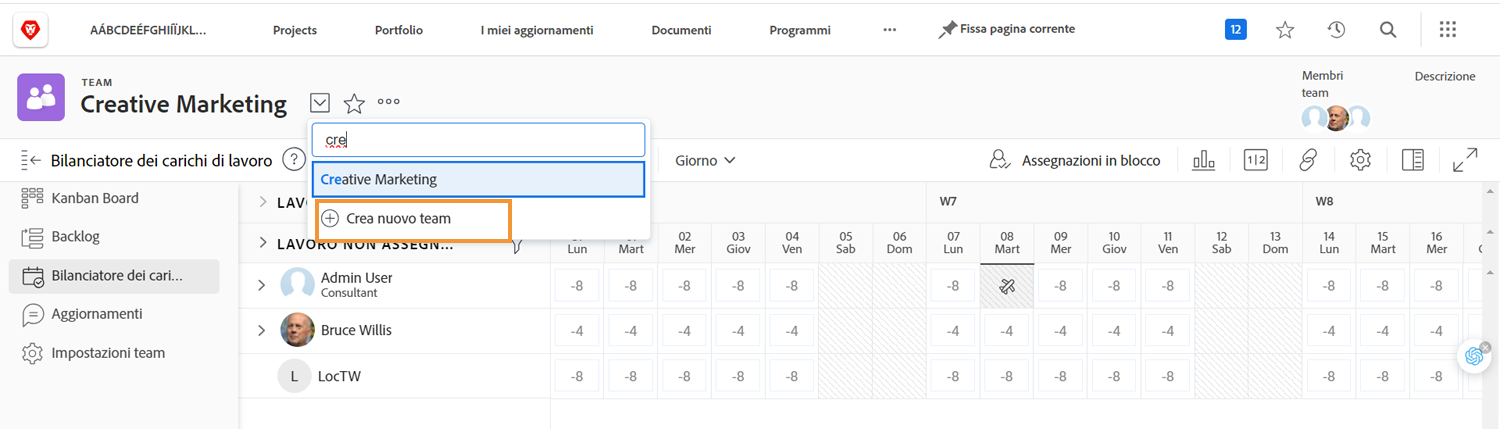 AÁBCDEÉFGHIÍÏJKL...
Projects
Portfolio
I miei aggiornamenti
Documenti
Programmi
Fissa pagina corrente
12
TEAM
Creative Marketing
Membri
team
Descrizione
cre
Creative Marketing
Crea nuovo team
Bilanciatore dei carichi di lavoro
?
Giorno
Assegnazioni in blocco
1|2
Kanban Board
Backlog
Bilanciatore dei cari...
Aggiornamenti
Impostazioni team
W7
W8
LAVORO NON ASSEGN...
Lun
Mart
02 Mer
03 Giov
04 Ven
05 Sab
06 Dom
07 Lun
08 Mart
09 Mer
10 Giov
11 Ven
12 Sab
13 Dom
14 Lun
15 Mart
16 Mer
Admin User
Consultant
-8 -8 -8 -8 -8 -8 -8 -8 -8 -8 -8 -8
Bruce Willis
-4 -4 -4 -4 -4 -4 -4 -4 -4 -4 -4 -4 -4
L LocTW
-8 -8 -8 -8 -8 -8 -8 -8 -8 -8 -8 -8 -8